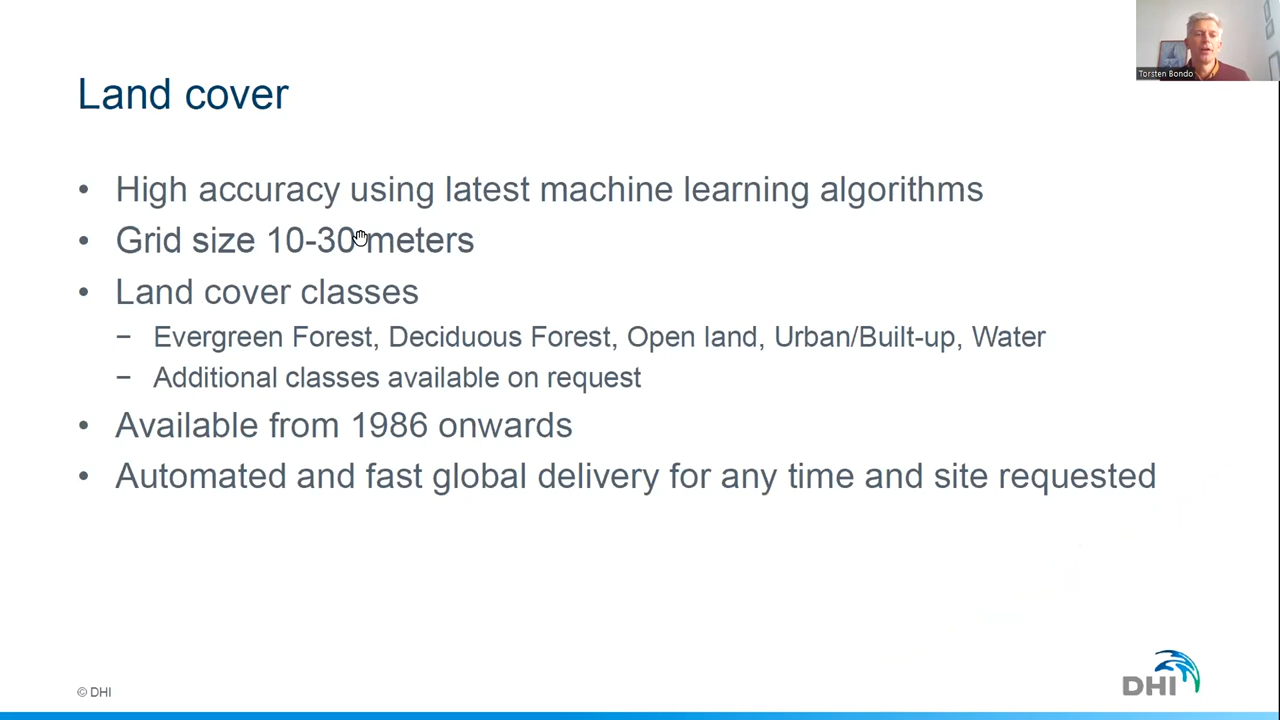 Torsten Bondo
Land cover
• High accuracy using latest machine learning algorithms
• Grid size 10-30 meters
• Land cover classes
− Evergreen Forest, Deciduous Forest, Open land, Urban/Built-up, Water
− Additional classes available on request
• Available from 1986 onwards
• Automated and fast global delivery for any time and site requested
© DHI
DHI